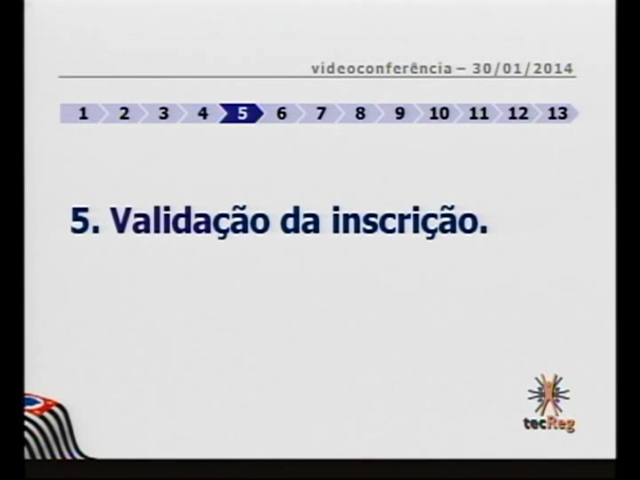 videoconferência – 30/01/2014
1 2 3 4 5 6 7 8 9 10 11 12 13
5. Validação da inscrição.
tecReg